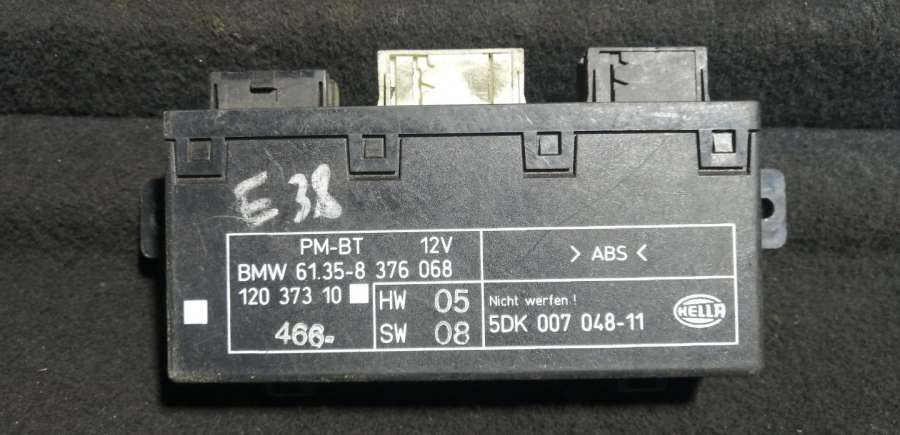 E 38
PM-BT 12V
BMW 61.35-8 376 068
120 373 10
HW 05
466-
SW 08
> ABS <
Nicht werfen !
5DK 007 048-11
HELLA